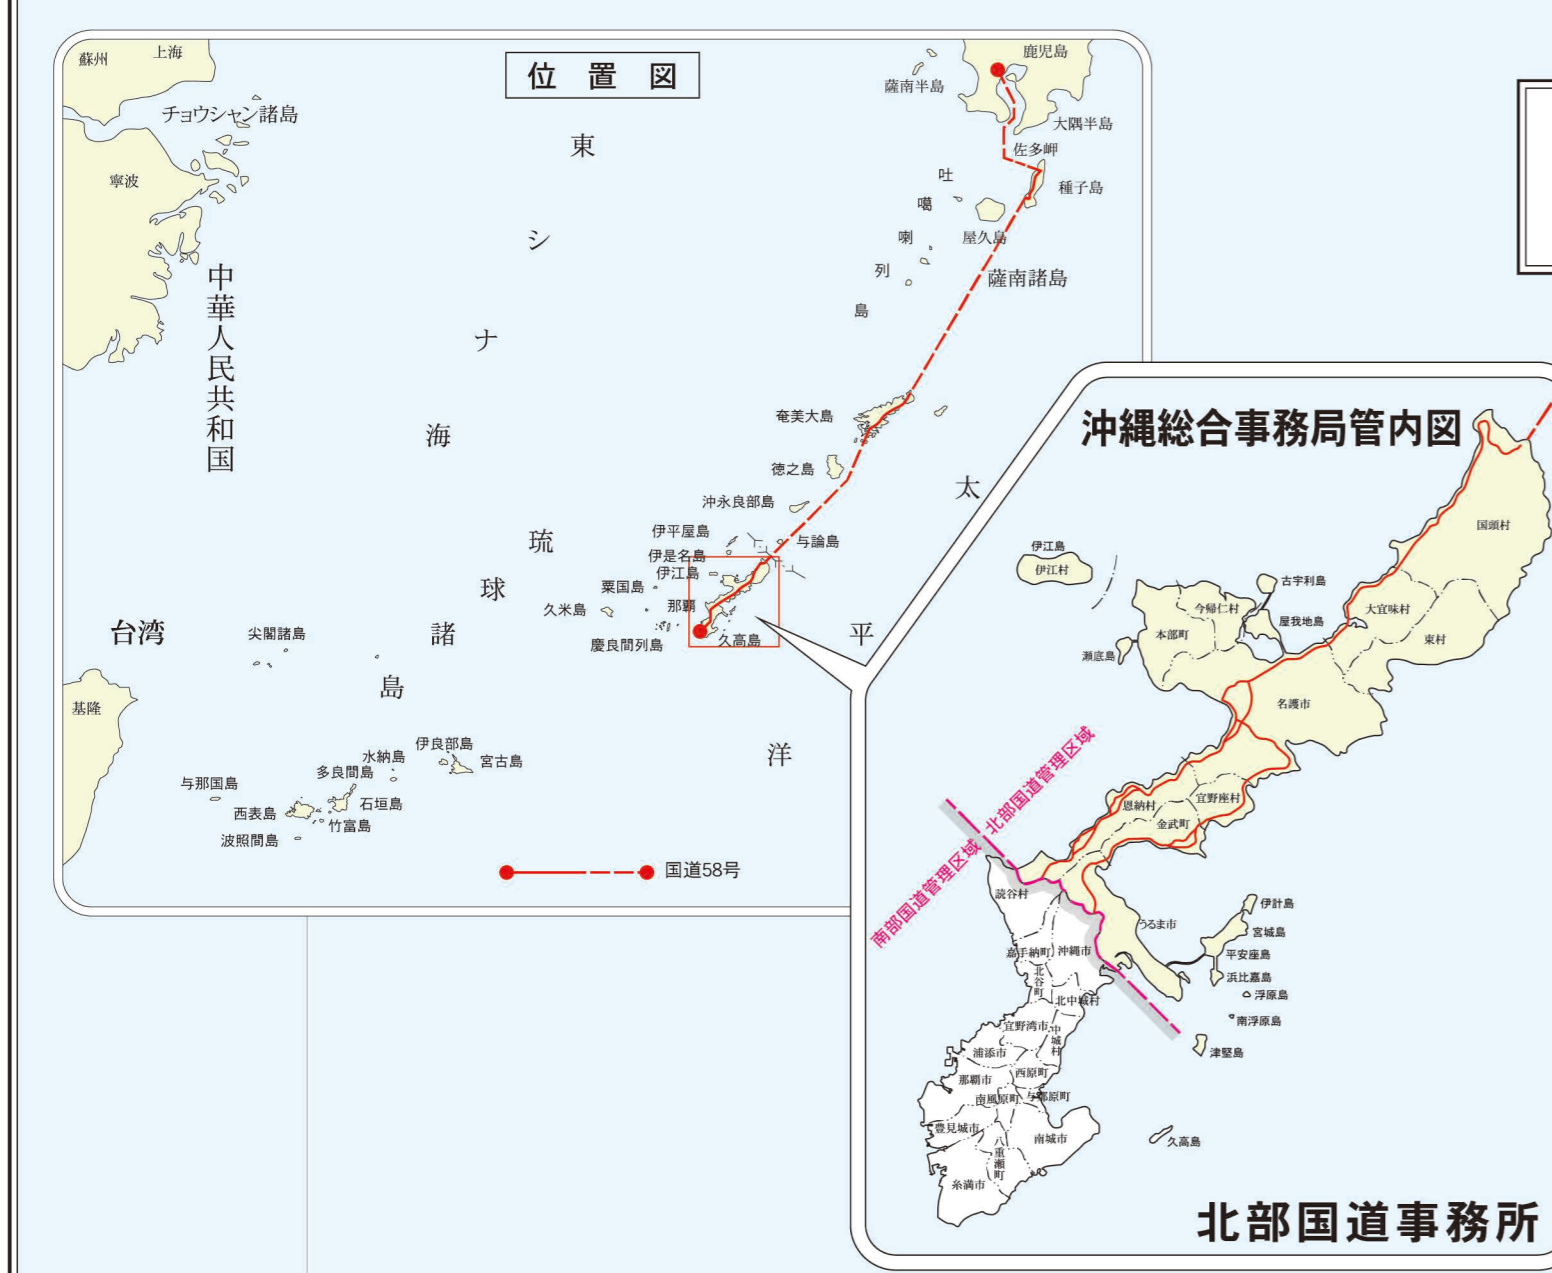 位置図
蘇州
上海
チョウシャン諸島
寧波
中華人民共和国
東シナ海
鹿児島
薩南半島
大隅半島
佐多岬
種子島
吐噶喇列島
屋久島
薩南諸島
奄美大島
徳之島
沖永良部島
与論島
伊平屋島
伊是名島
伊江島
粟国島
那覇
久米島
慶良間列島
久高島
琉球諸島
太平洋
台湾
尖閣諸島
基隆
伊良部島
宮古島
水納島
多良間島
与那国島
石垣島
西表島
竹富島
波照間島
国道58号
沖縄総合事務局管内図
国頭村
伊江島
伊江村
古宇利島
今帰仁村
大宜味村
本部町
屋我地島
東村
瀬底島
名護市
北部国道管理区域
南部国道管理区域
恩納村
宜野座村
金武町
読谷村
うるま市
伊計島
宮城島
平安座島
浜比嘉島
浮原島
南浮原島
津堅島
嘉手納町
沖縄市
北谷町
北中城村
宜野湾市
中城村
浦添市
西原町
那覇市
南風原町
与那原町
豊見城市
南城市
八重瀬町
糸満市
久高島
北部国道事務所